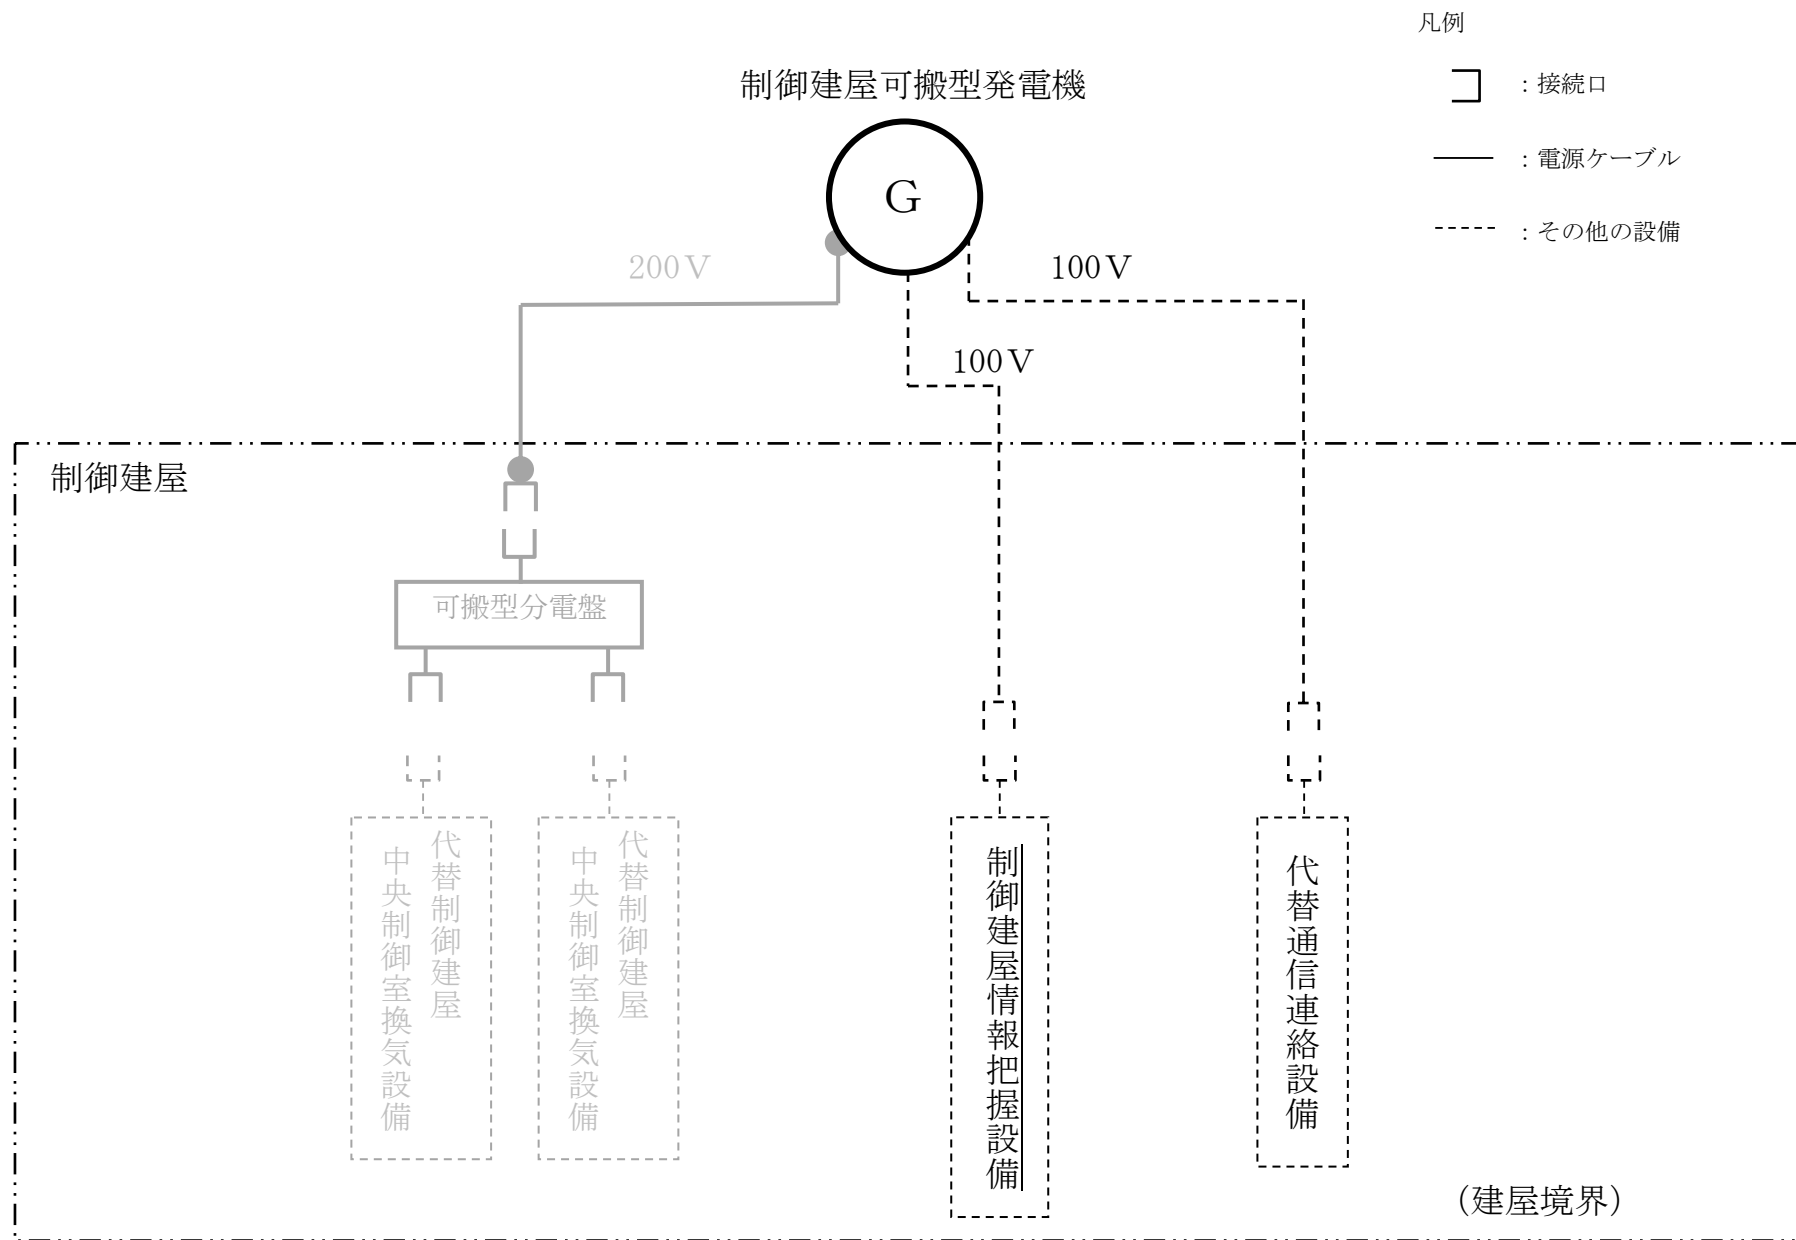 凡例
：接続口
：電源ケーブル
：その他の設備
制御建屋可搬型発電機
G
200V
100V
100V
制御建屋
可搬型分電盤
代替制御建屋
中央制御室換気設備
代替制御建屋
中央制御室換気設備
制御建屋情報把握設備
代替通信連絡設備
（建屋境界）